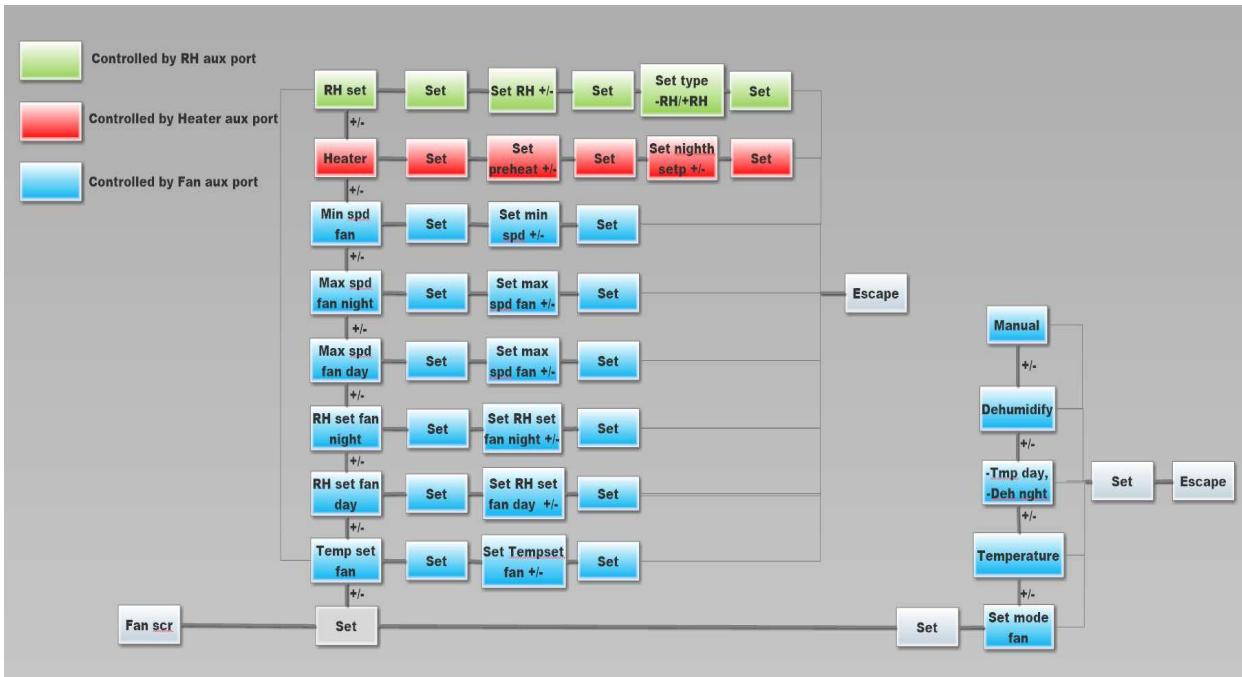 Controlled by RH aux port
Controlled by Heater aux port
Controlled by Fan aux port
RH set
Set
Set RH +/-
Set
Set type
-RH/+RH
Set
+/-
Heater
Set
Set
preheat +/-
Set
Set nighth
setp +/-
Set
+/-
Min spd
fan
Set
Set min
spd +/-
Set
+/-
Max spd
fan night
Set
Set max
spd fan +/-
Set
+/-
Max spd
fan day
Set
Set max
spd fan +/-
Set
+/-
RH set fan
night
Set
Set RH set
fan night +/-
Set
+/-
RH set fan
day
Set
Set RH set
fan day +/-
Set
+/-
Temp set
fan
Set
Set Tempset
fan +/-
Set
+/-
Escape
Fan scr
Set
Set
Set mode
fan
+/-
Temperature
+/-
-Tmp day,
-Deh nght
+/-
Dehumidify
+/-
Manual
Set
Escape